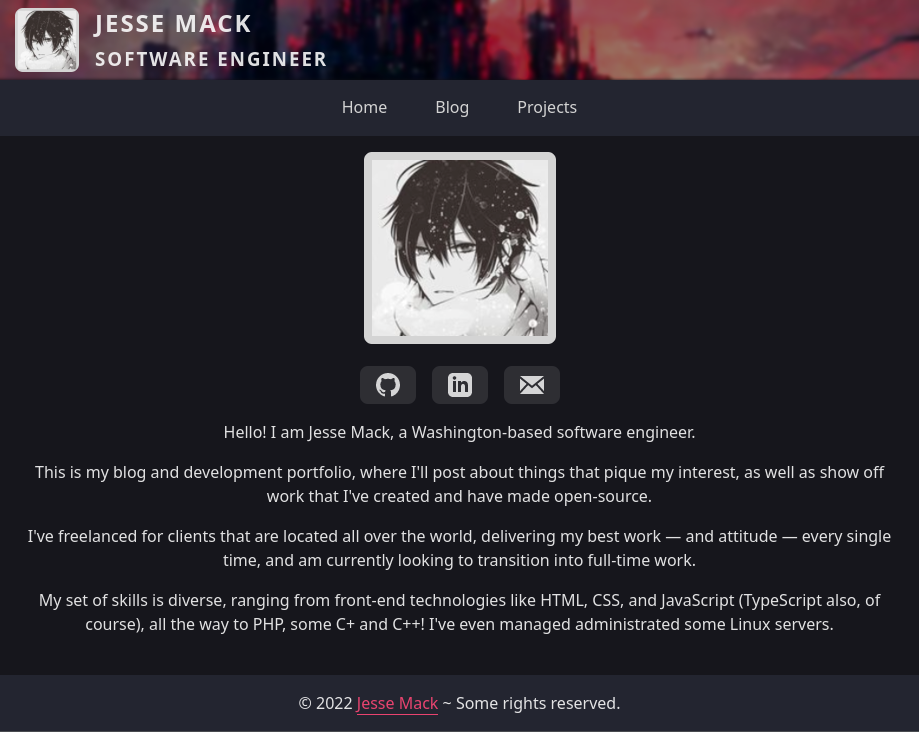 JESSE MACK
SOFTWARE ENGINEER
Home Blog Projects
in
Hello! I am Jesse Mack, a Washington-based software engineer.
This is my blog and development portfolio, where I'll post about things that pique my interest, as well as show off
work that I've created and have made open-source.
I've freelanced for clients that are located all over the world, delivering my best work — and attitude — every single
time, and am currently looking to transition into full-time work.
My set of skills is diverse, ranging from front-end technologies like HTML, CSS, and JavaScript (TypeScript also, of
course), all the way to PHP, some C+ and C++! I've even managed administrated some Linux servers.
© 2022 Jesse Mack ~ Some rights reserved.